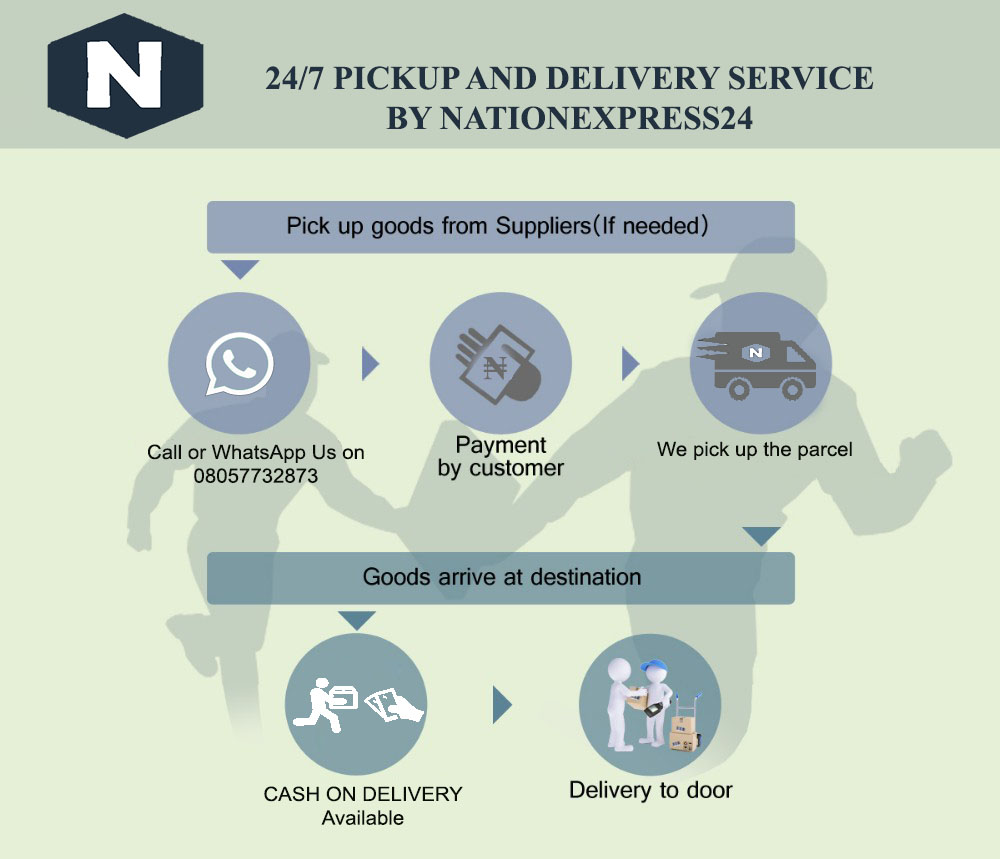 N
24/7 PICKUP AND DELIVERY SERVICE
BY NATIONEXPRESS24
Pick up goods from Suppliers(If needed)
₦
N
Call or WhatsApp Us on
08057732873
Payment
by customer
We pick up the parcel
Goods arrive at destination
CASH ON DELIVERY
Available
Delivery to door